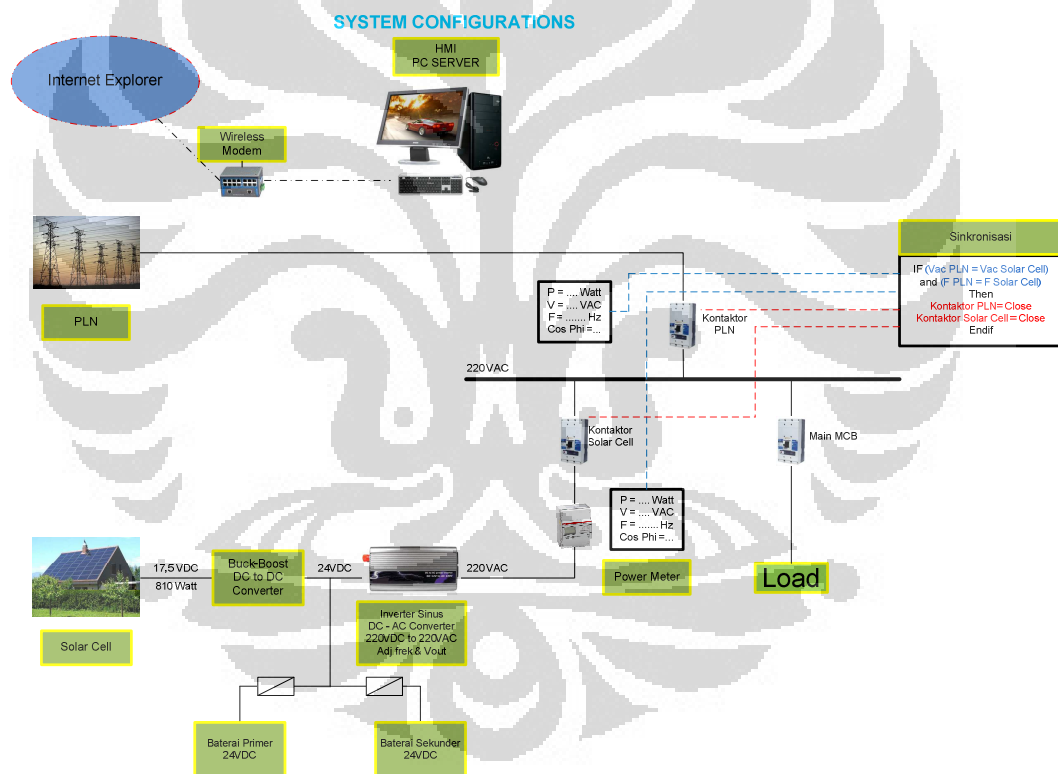 SYSTEM CONFIGURATIONS
HMI
PC SERVER
Internet Explorer
Wireless
Modem
PLN
Sinkronisasi
IF (Vac PLN = Vac Solar Cell)
and (F PLN = F Solar Cell)
Then
Kontaktor PLN=Close
Kontaktor Solar Cell=Close
Endif
P = .... Watt
V = .... VAC
F = ....... Hz
Cos Phi =...
Kontaktor
PLN
220VAC
Kontaktor
Solar Cell
Main MCB
P = .... Watt
V = .... VAC
F = ....... Hz
Cos Phi =...
Power Meter
Load
17,5 VDC
810 Watt
Buck-Boost
DC to DC
Converter
24VDC
220VAC
Inverter Sinus
DC - AC Converter
220VDC to 220VAC
Adj frek & Vout
Solar Cell
Baterai Primer
24VDC
Baterai Sekunder
24VDC